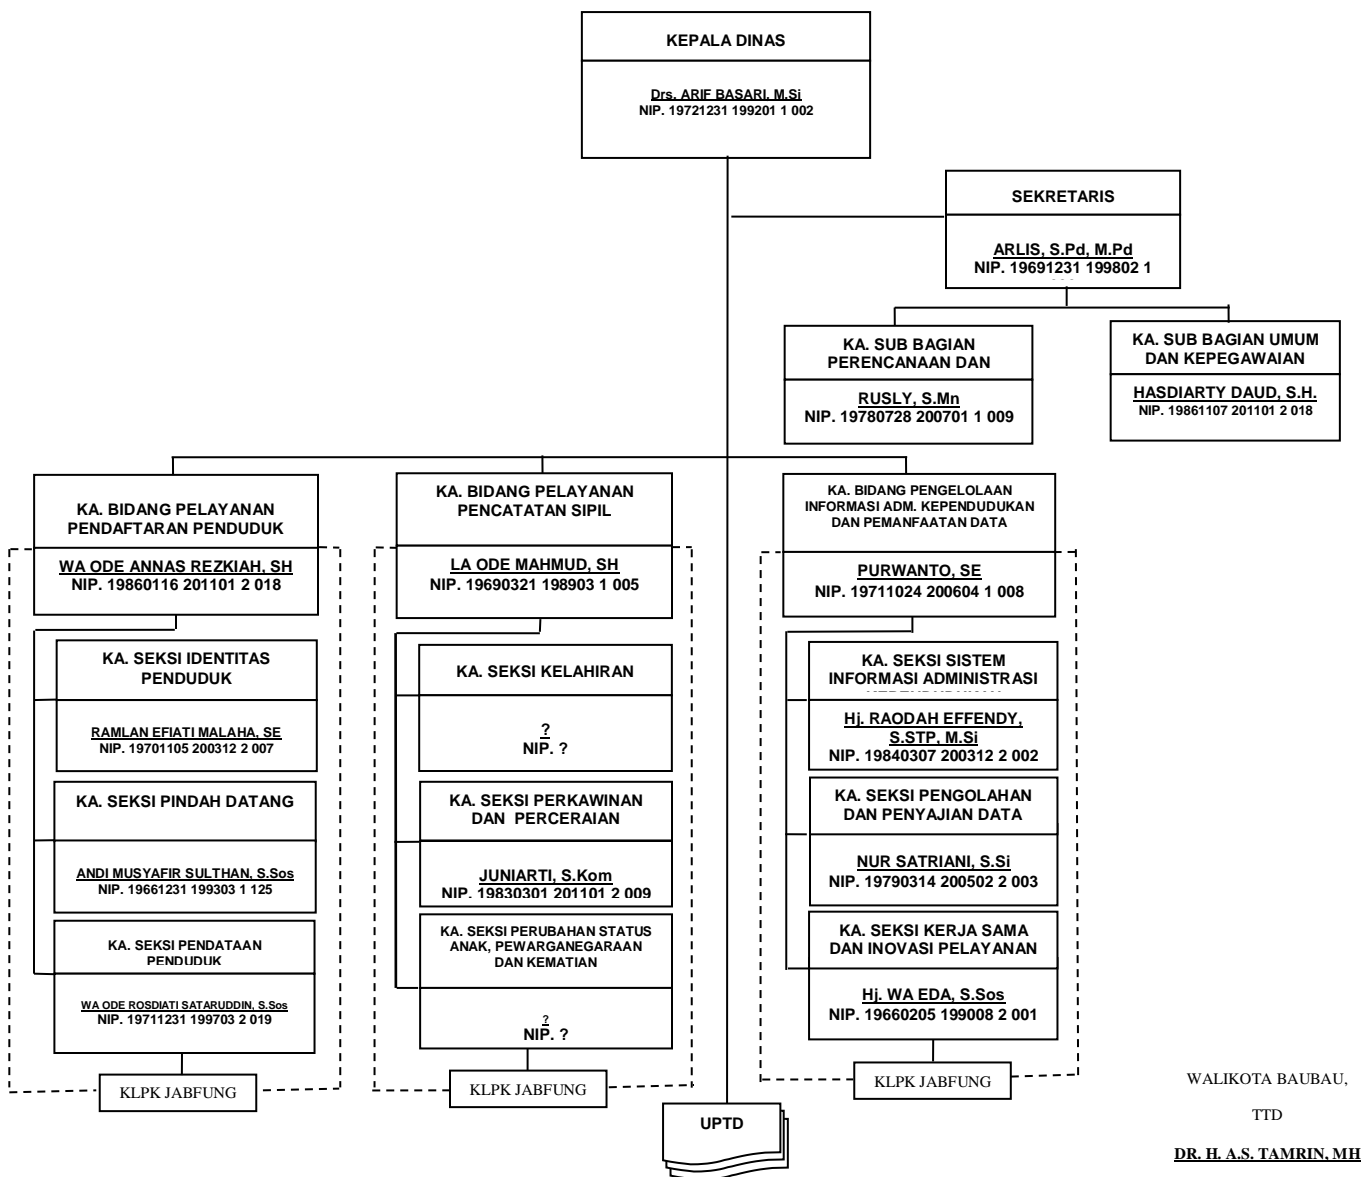 KEPALA DINAS
Drs. ARIF BASARI, M.Si
NIP. 19721231 199201 1 002
SEKRETARIS
ARLIS, S.Pd, M.Pd
NIP. 19691231 199802 1
KA. SUB BAGIAN
PERENCANAAN DAN
RUSLY, S.Mn
NIP. 19780728 200701 1 009
KA. SUB BAGIAN UMUM
DAN KEPEGAWAIAN
HASDIARTY DAUD, S.H.
NIP. 19861107 201101 2 018
KA. BIDANG PELAYANAN
PENDAFTARAN PENDUDUK
WA ODE ANNAS REZKIAH, SH
NIP. 19860116 201101 2 018
KA. SEKSI IDENTITAS
PENDUDUK
RAMLAN EFIATI MALAHA, SE
NIP. 19701105 200312 2 007
KA. SEKSI PINDAH DATANG
ANDI MUSYAFIR SULTHAN, S.Sos
NIP. 19661231 199303 1 125
KA. SEKSI PENDATAAN
PENDUDUK
WA ODE ROSDIATI SATARUDDIN, S.Sos
NIP. 19711231 199703 2 019
KLPK JABFUNG
KA. BIDANG PELAYANAN
PENCATATAN SIPIL
LA ODE MAHMUD, SH
NIP. 19690321 198903 1 005
KA. SEKSI KELAHIRAN
?
NIP. ?
KA. SEKSI PERKAWINAN
DAN PERCERAIAN
JUNIARTI, S.Kom
NIP. 19830301 201101 2 009
KA. SEKSI PERUBAHAN STATUS
ANAK, PEWARGANEGARAAN
DAN KEMATIAN
?
NIP. ?
KLPK JABFUNG
KA. BIDANG PENGELOLAAN
INFORMASI ADM. KEPENDUDUKAN
DAN PEMANFAATAN DATA
PURWANTO, SE
NIP. 19711024 200604 1 008
KA. SEKSI SISTEM
INFORMASI ADMINISTRASI
Hj. RAODAH EFFENDY,
S.STP, M.Si
NIP. 19840307 200312 2 002
KA. SEKSI PENGOLAHAN
DAN PENYAJIAN DATA
NUR SATRIANI, S.Si
NIP. 19790314 200502 2 003
KA. SEKSI KERJA SAMA
DAN INOVASI PELAYANAN
Hj. WA EDA, S.Sos
NIP. 19660205 199008 2 001
KLPK JABFUNG
UPTD
WALIKOTA BAUBAU,
TTD
DR. H. A.S. TAMRIN, MH